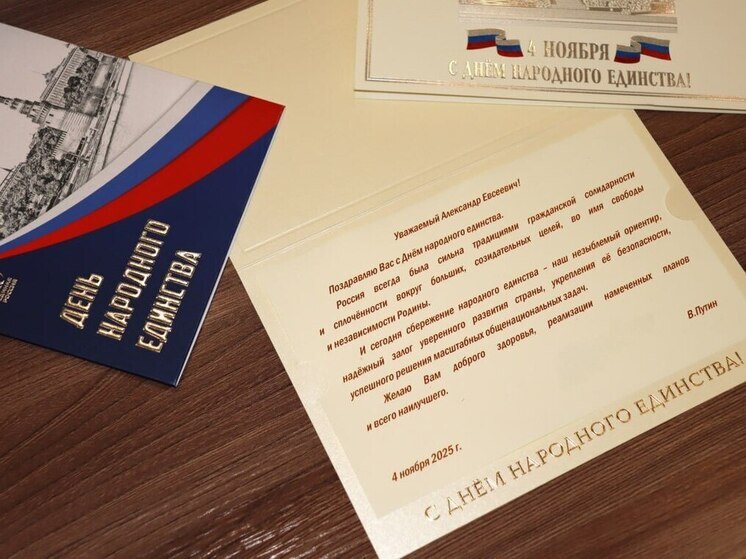 4 НОЯБРЯ
С ДНЁМ НАРОДНОГО ЕДИНСТВА!
ДЕНЬ
НАРОДНОГО
ЕДИНСТВА
Уважаемый Александр Евсеевич!
Поздравляю Вас с Днём народного единства.
Россия всегда была сильна традициями гражданской солидарности
и сплочённости вокруг больших, созидательных целей, во имя свободы
и независимости Родины.
И сегодня сбережение народного единства – наш незыблемый ориентир,
надёжный залог уверенного развития страны, укрепления её безопасности,
успешного решения масштабных общенациональных задач.
Желаю Вам доброго здоровья, реализации намеченных планов
и всего наилучшего.
В.Путин
4 ноября 2025 г.
С ДНЁМ НАРОДНОГО ЕДИНСТВА!